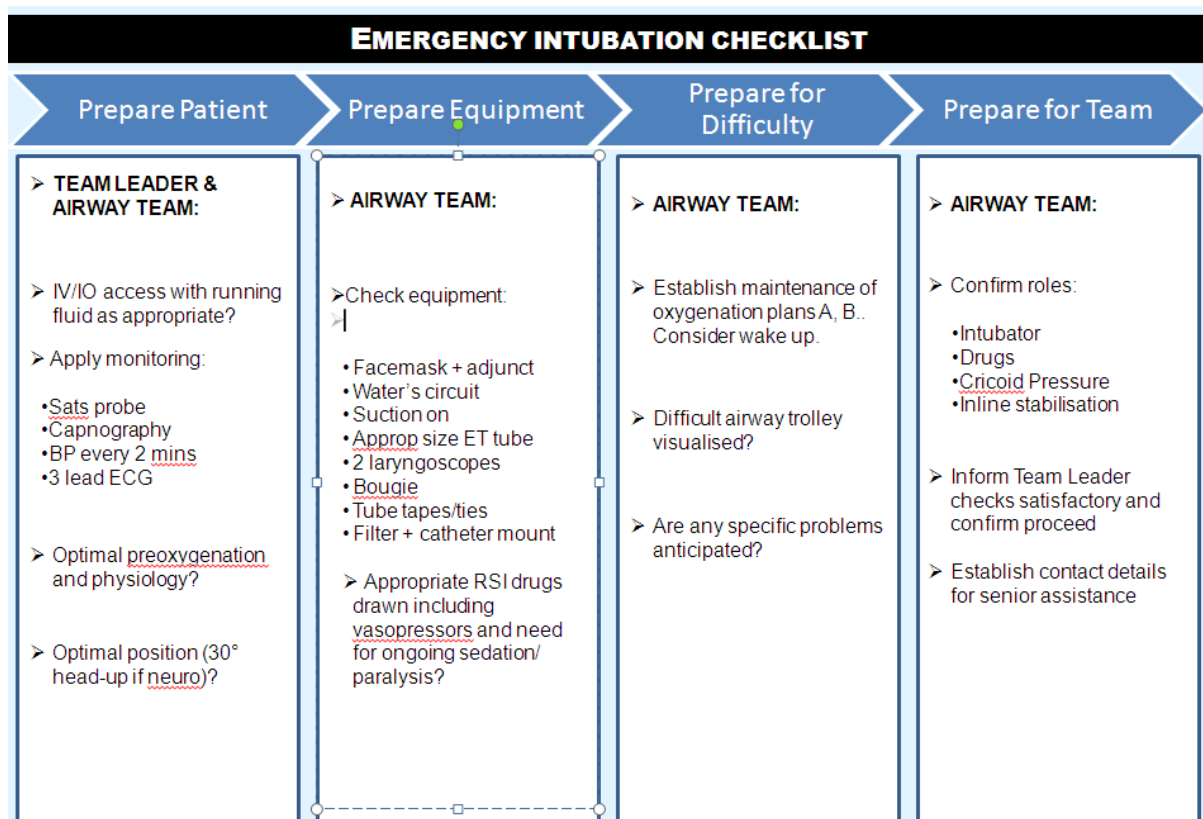 EMERGENCY INTUBATION CHECKLIST
Prepare Patient
Prepare Equipment
Prepare for
Difficulty
Prepare for Team
➢ TEAM LEADER &
AIRWAY TEAM:
➢ IV/IO access with running
fluid as appropriate?
➢ Apply monitoring:
•Sats probe
•Capnography
•BP every 2 mins
•3 lead ECG
➢ Optimal preoxygenation
and physiology?
➢ Optimal position (30°
head-up if neuro)?
➢ AIRWAY TEAM:
➢Check equipment:
➢
• Facemask + adjunct
• Water's circuit
• Suction on
• Approp size ET tube
• 2 laryngoscopes
• Bougie
• Tube tapes/ties
• Filter + catheter mount
➢ Appropriate RSI drugs
drawn including
vasopressors and need
for ongoing sedation/
paralysis?
➢ AIRWAY TEAM:
➢ Establish maintenance of
oxygenation plans A, B..
Consider wake up.
➢ Difficult airway trolley
visualised?
➢ Are any specific problems
anticipated?
➢ AIRWAY TEAM:
➢ Confirm roles:
•Intubator
•Drugs
•Cricoid Pressure
•Inline stabilisation
➢ Inform Team Leader
checks satisfactory and
confirm proceed
➢ Establish contact details
for senior assistance